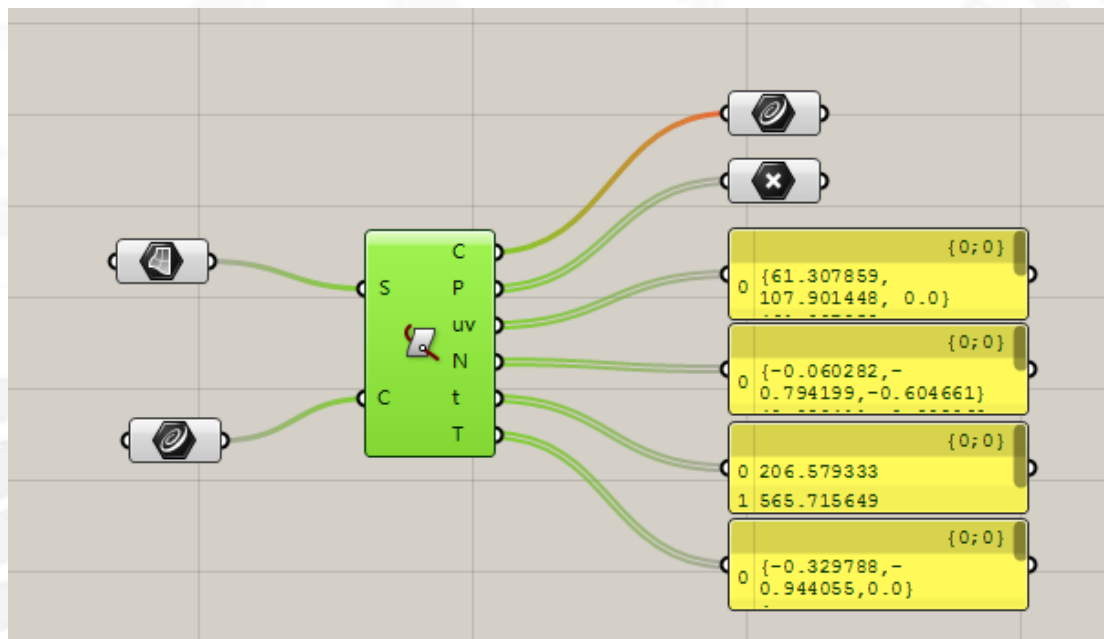 S
C
C
P
uv
N
t
T
{0;0}
0 {61.307859,
107.901448, 0.0}
{0;0}
0 {-0.060282,-
0.794199,-0.604661}
{0;0}
0 206.579333
1 565.715649
{0;0}
0 {-0.329788,-
0.944055,0.0}